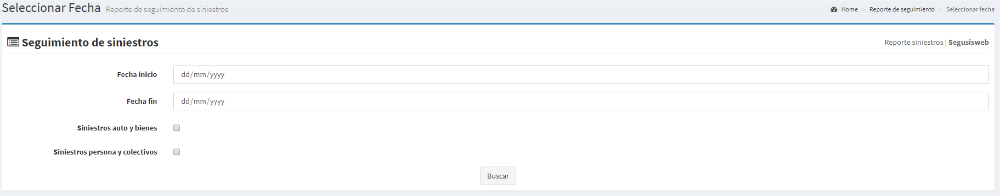 Seleccionar Fecha Reporte de seguimiento de siniestros
Home > Reporte de seguimiento > Seleccionar fecha
Seguimiento de siniestros
Reporte siniestros | Segusisweb
Fecha inicio dd/mm/yyyy
Fecha fin dd/mm/yyyy
Siniestros auto y bienes
Siniestros persona y colectivos
Buscar